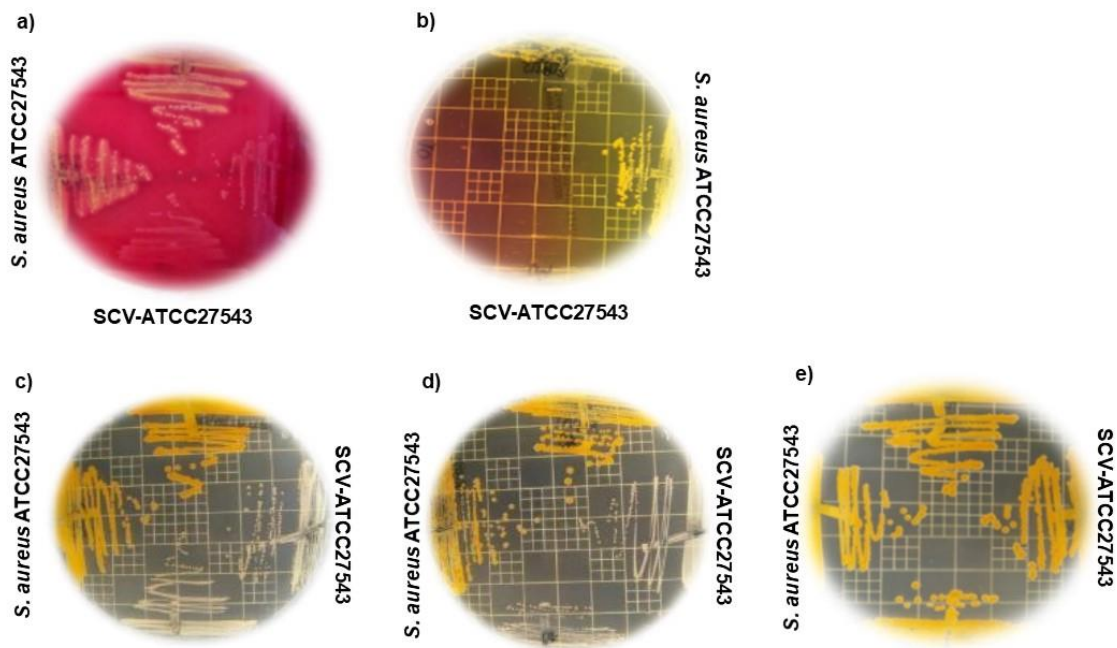 a)
S. aureus ATCC27543
SCV-ATCC27543
b)
S. aureus ATCC27543
SCV-ATCC27543
c)
S. aureus ATCC27543
SCV-ATCC27543
d)
S. aureus ATCC27543
SCV-ATCC27543
e)
S. aureus ATCC27543
SCV-ATCC27543